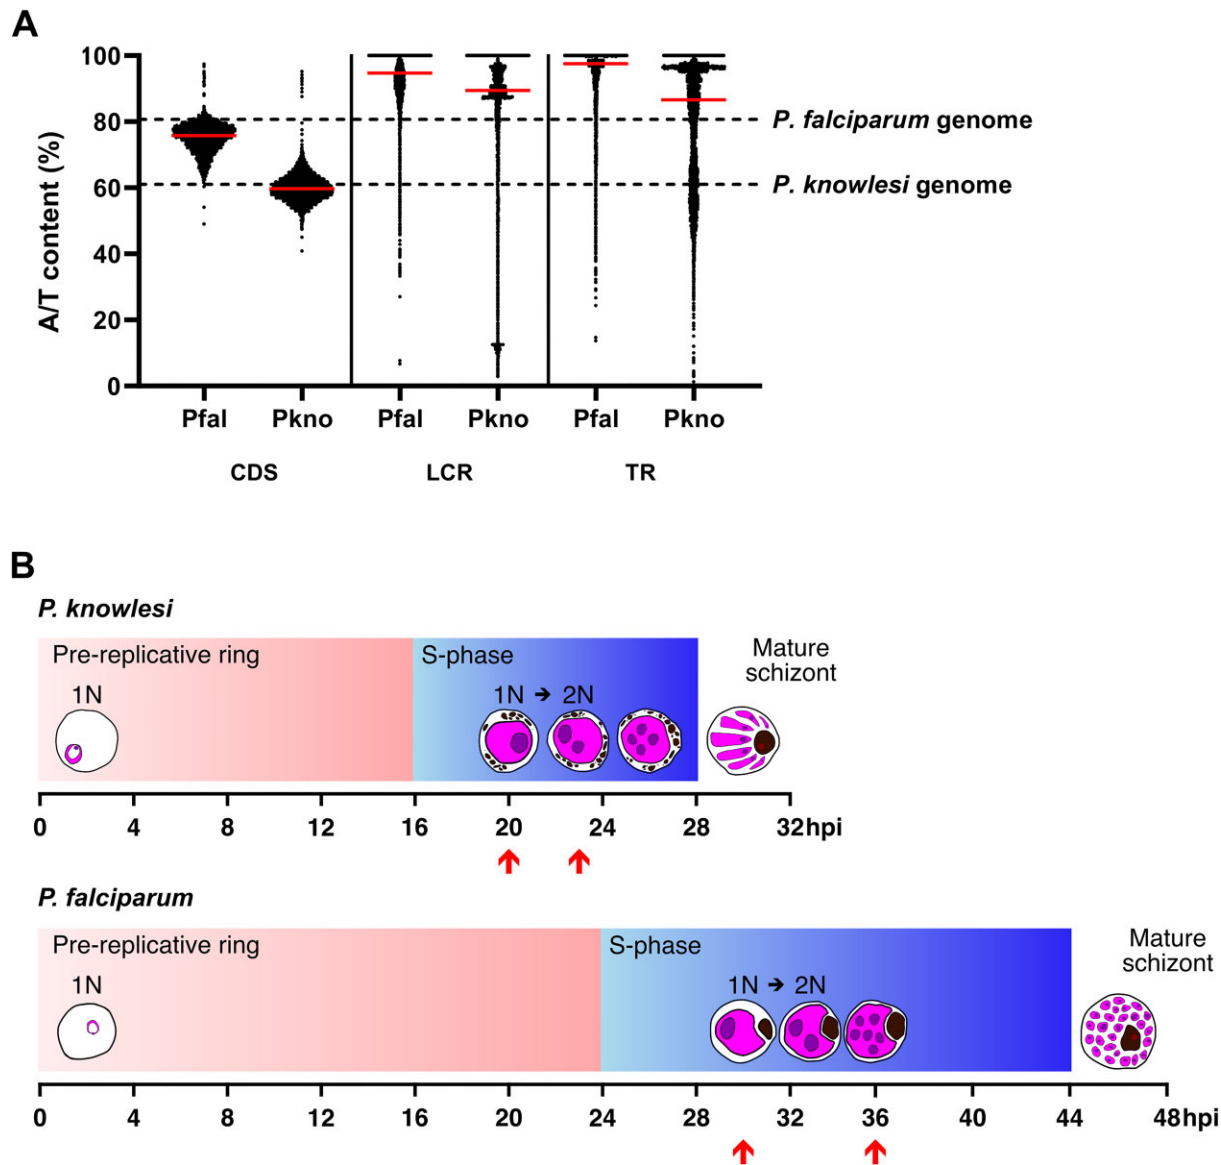 A
A/T content (%)
100
80
60
40
20
0
P. falciparum genome
P. knowlesi genome
Pfal Pkno Pfal Pkno Pfal Pkno
CDS LCR TR
B
P. knowlesi
Pre-replicative ring S-phase
Mature
schizont
1N 1N → 2N
0 4 8 12 16 20 24 28 32hpi
P. falciparum
Pre-replicative ring S-phase
Mature
schizont
1N 1N → 2N
0 4 8 12 16 20 24 28 32 36 40 44 48hpi